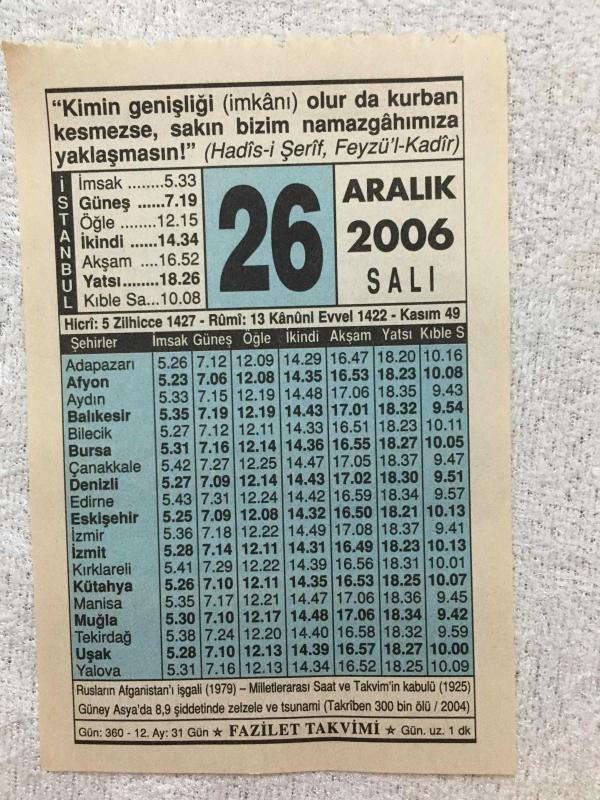 “Kimin genişliği (imkânı) olur da kurban
kesmezse, sakın bizim namazgâhımıza
yaklaşmasın!” (Hadîs-i Şerîf, Feyzü’l-Kadîr)
İSTANBUL
İmsak ........5.33
Güneş ......7.19
Öğle ........12.15
İkindi ......14.34
Akşam ....16.52
Yatsı.......18.26
Kıble Sa...10.08
26
ARALIK
2006
SALI
Hicrî: 5 Zilhicce 1427 - Rûmî: 13 Kânûnl Evvel 1422 - Kasım 49
Şehirler İmsak Güneş Öğle İkindi Akşam Yatsı Kıble S
Adapazarı 5.26 7.12 12.09 14.29 16.47 18.20 10.16
Afyon 5.23 7.06 12.08 14.35 16.53 18.23 10.08
Aydın 5.33 7.15 12.19 14.48 17.06 18.35 9.43
Balıkesir 5.35 7.19 12.19 14.43 17.01 18.32 9.54
Bilecik 5.27 7.12 12.11 14.33 16.51 18.23 10.11
Bursa 5.31 7.16 12.14 14.36 16.55 18.27 10.05
Çanakkale 5.42 7.27 12.25 14.47 17.05 18.37 9.47
Denizli 5.27 7.09 12.14 14.43 17.02 18.30 9.51
Edirne 5.43 7.31 12.24 14.42 16.59 18.34 9.57
Eskişehir 5.25 7.09 12.08 14.32 16.50 18.21 10.13
İzmir 5.36 7.18 12.22 14.49 17.08 18.37 9.41
İzmit 5.28 7.14 12.11 14.31 16.49 18.23 10.13
Kırklareli 5.41 7.29 12.22 14.39 16.56 18.31 10.01
Kütahya 5.26 7.10 12.11 14.35 16.53 18.25 10.07
Manisa 5.35 7.17 12.21 14.47 17.06 18.36 9.45
Muğla 5.30 7.10 12.17 14.48 17.06 18.34 9.42
Tekirdağ 5.38 7.24 12.20 14.40 16.58 18.32 9.59
Uşak 5.28 7.10 12.13 14.39 16.57 18.27 10.00
Yalova 5.31 7.16 12.13 14.34 16.52 18.25 10.09
Rusların Afganistan’ı işgali (1979) – Milletlerarası Saat ve Takvim’in kabulû (1925)
Güney Asya’da 8,9 şiddetinde zelzele ve tsunami (Takrîben 300 bin ölü / 2004)
Gün: 360 - 12. Ay: 31 Gün ★ FAZİLET TAKVİMİ ★ Gün. uz. 1 dk